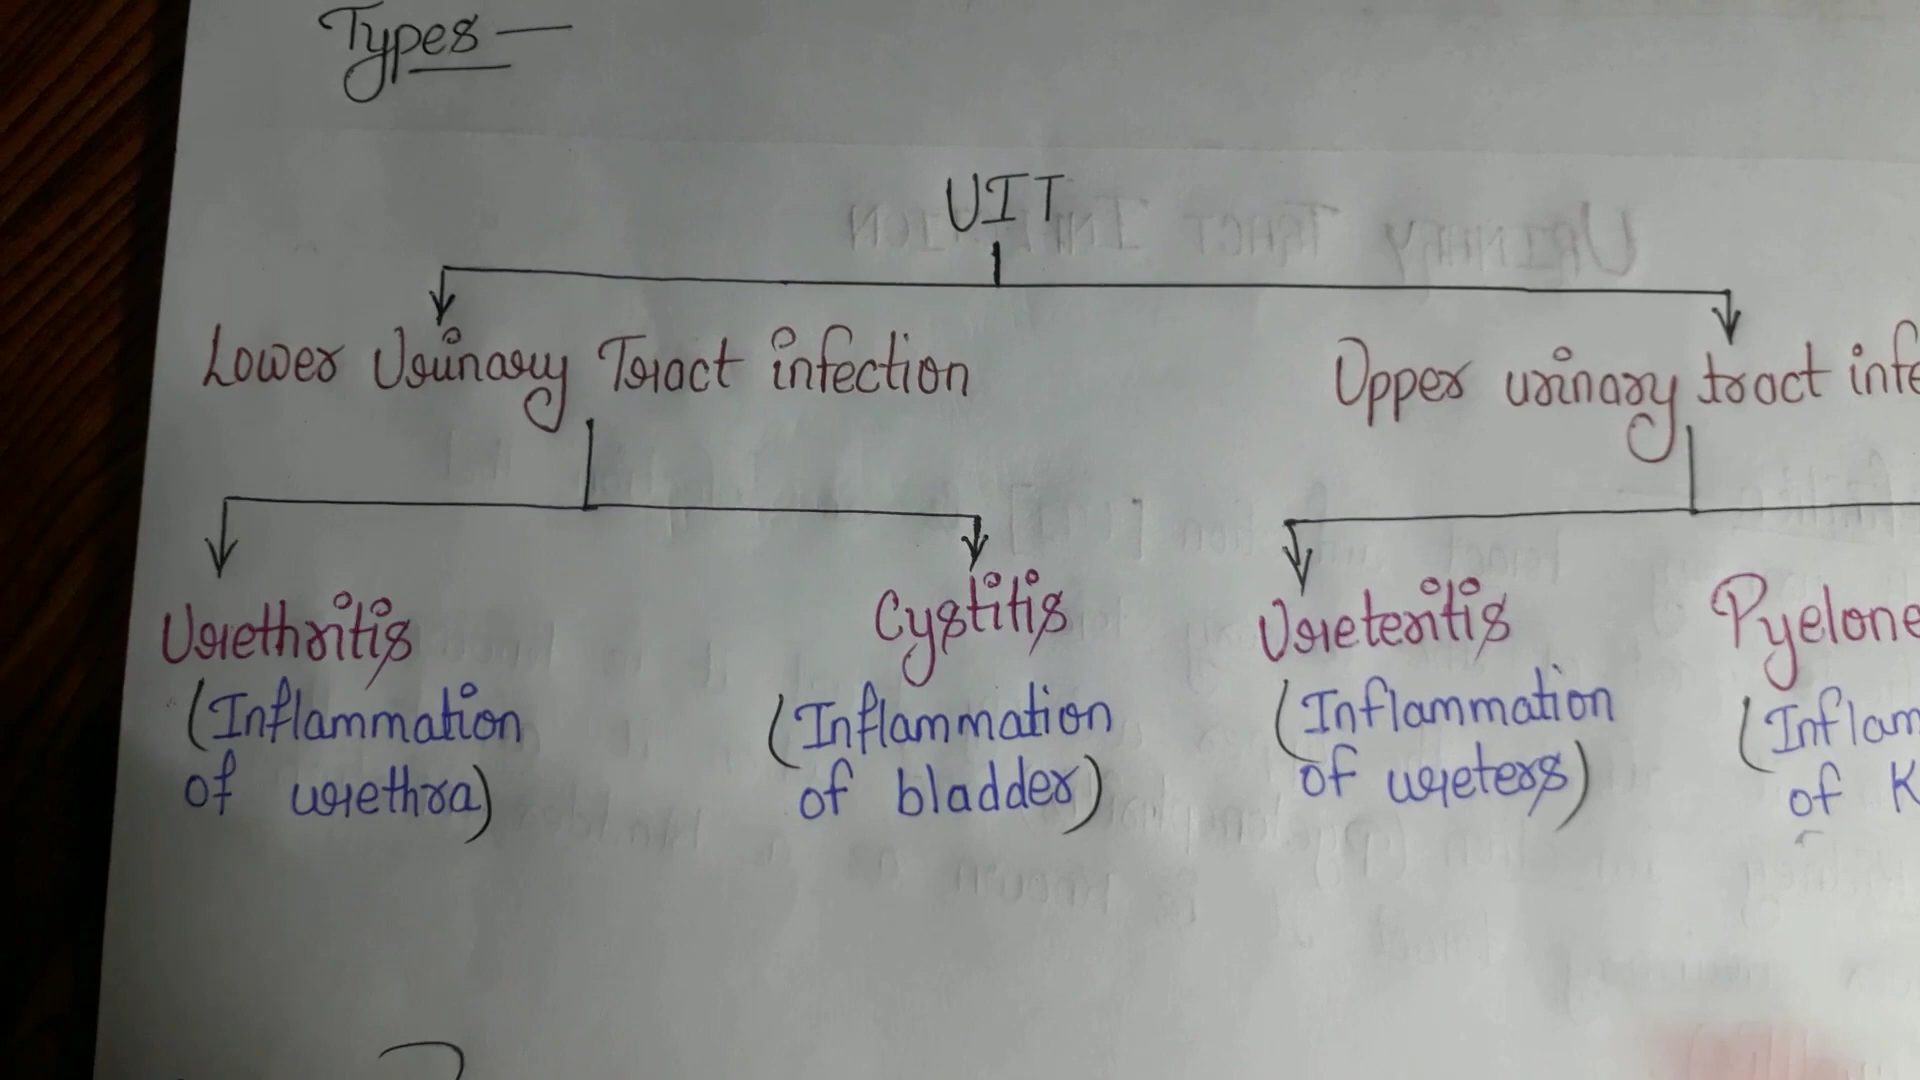 Types —
UIT
Lower Urinary Tract infection
Upper urinary tract infe
Urethritis
(Inflammation
of urethra)
Cystitis
(Inflammation
of bladder)
Ureteritis
(Inflammation
of ureters)
Pyelone
(Inflam
of K